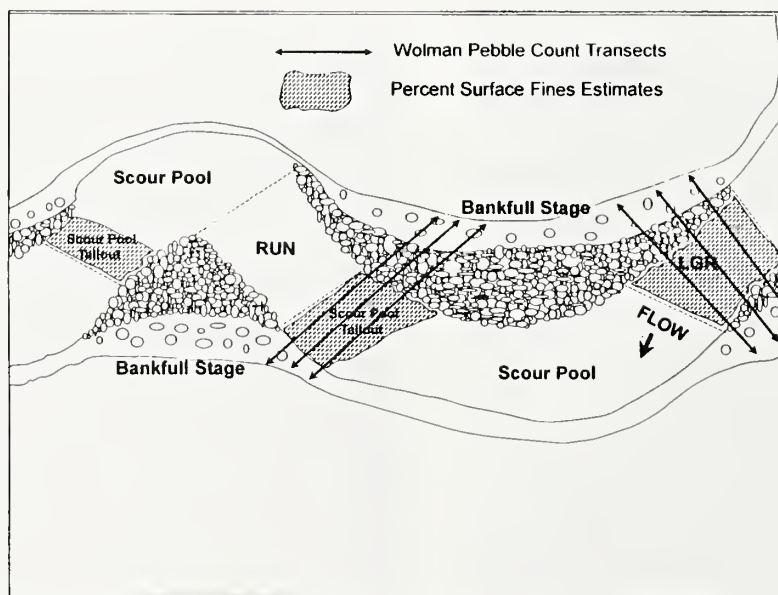 Wolman Pebble Count Transects
Percent Surface Fines Estimates
Scour Pool
Bankfull Stage
Scour Pool
Tailout
RUN
LGR
Scour Pool
Tailout
FLOW
Bankfull Stage
Scour Pool